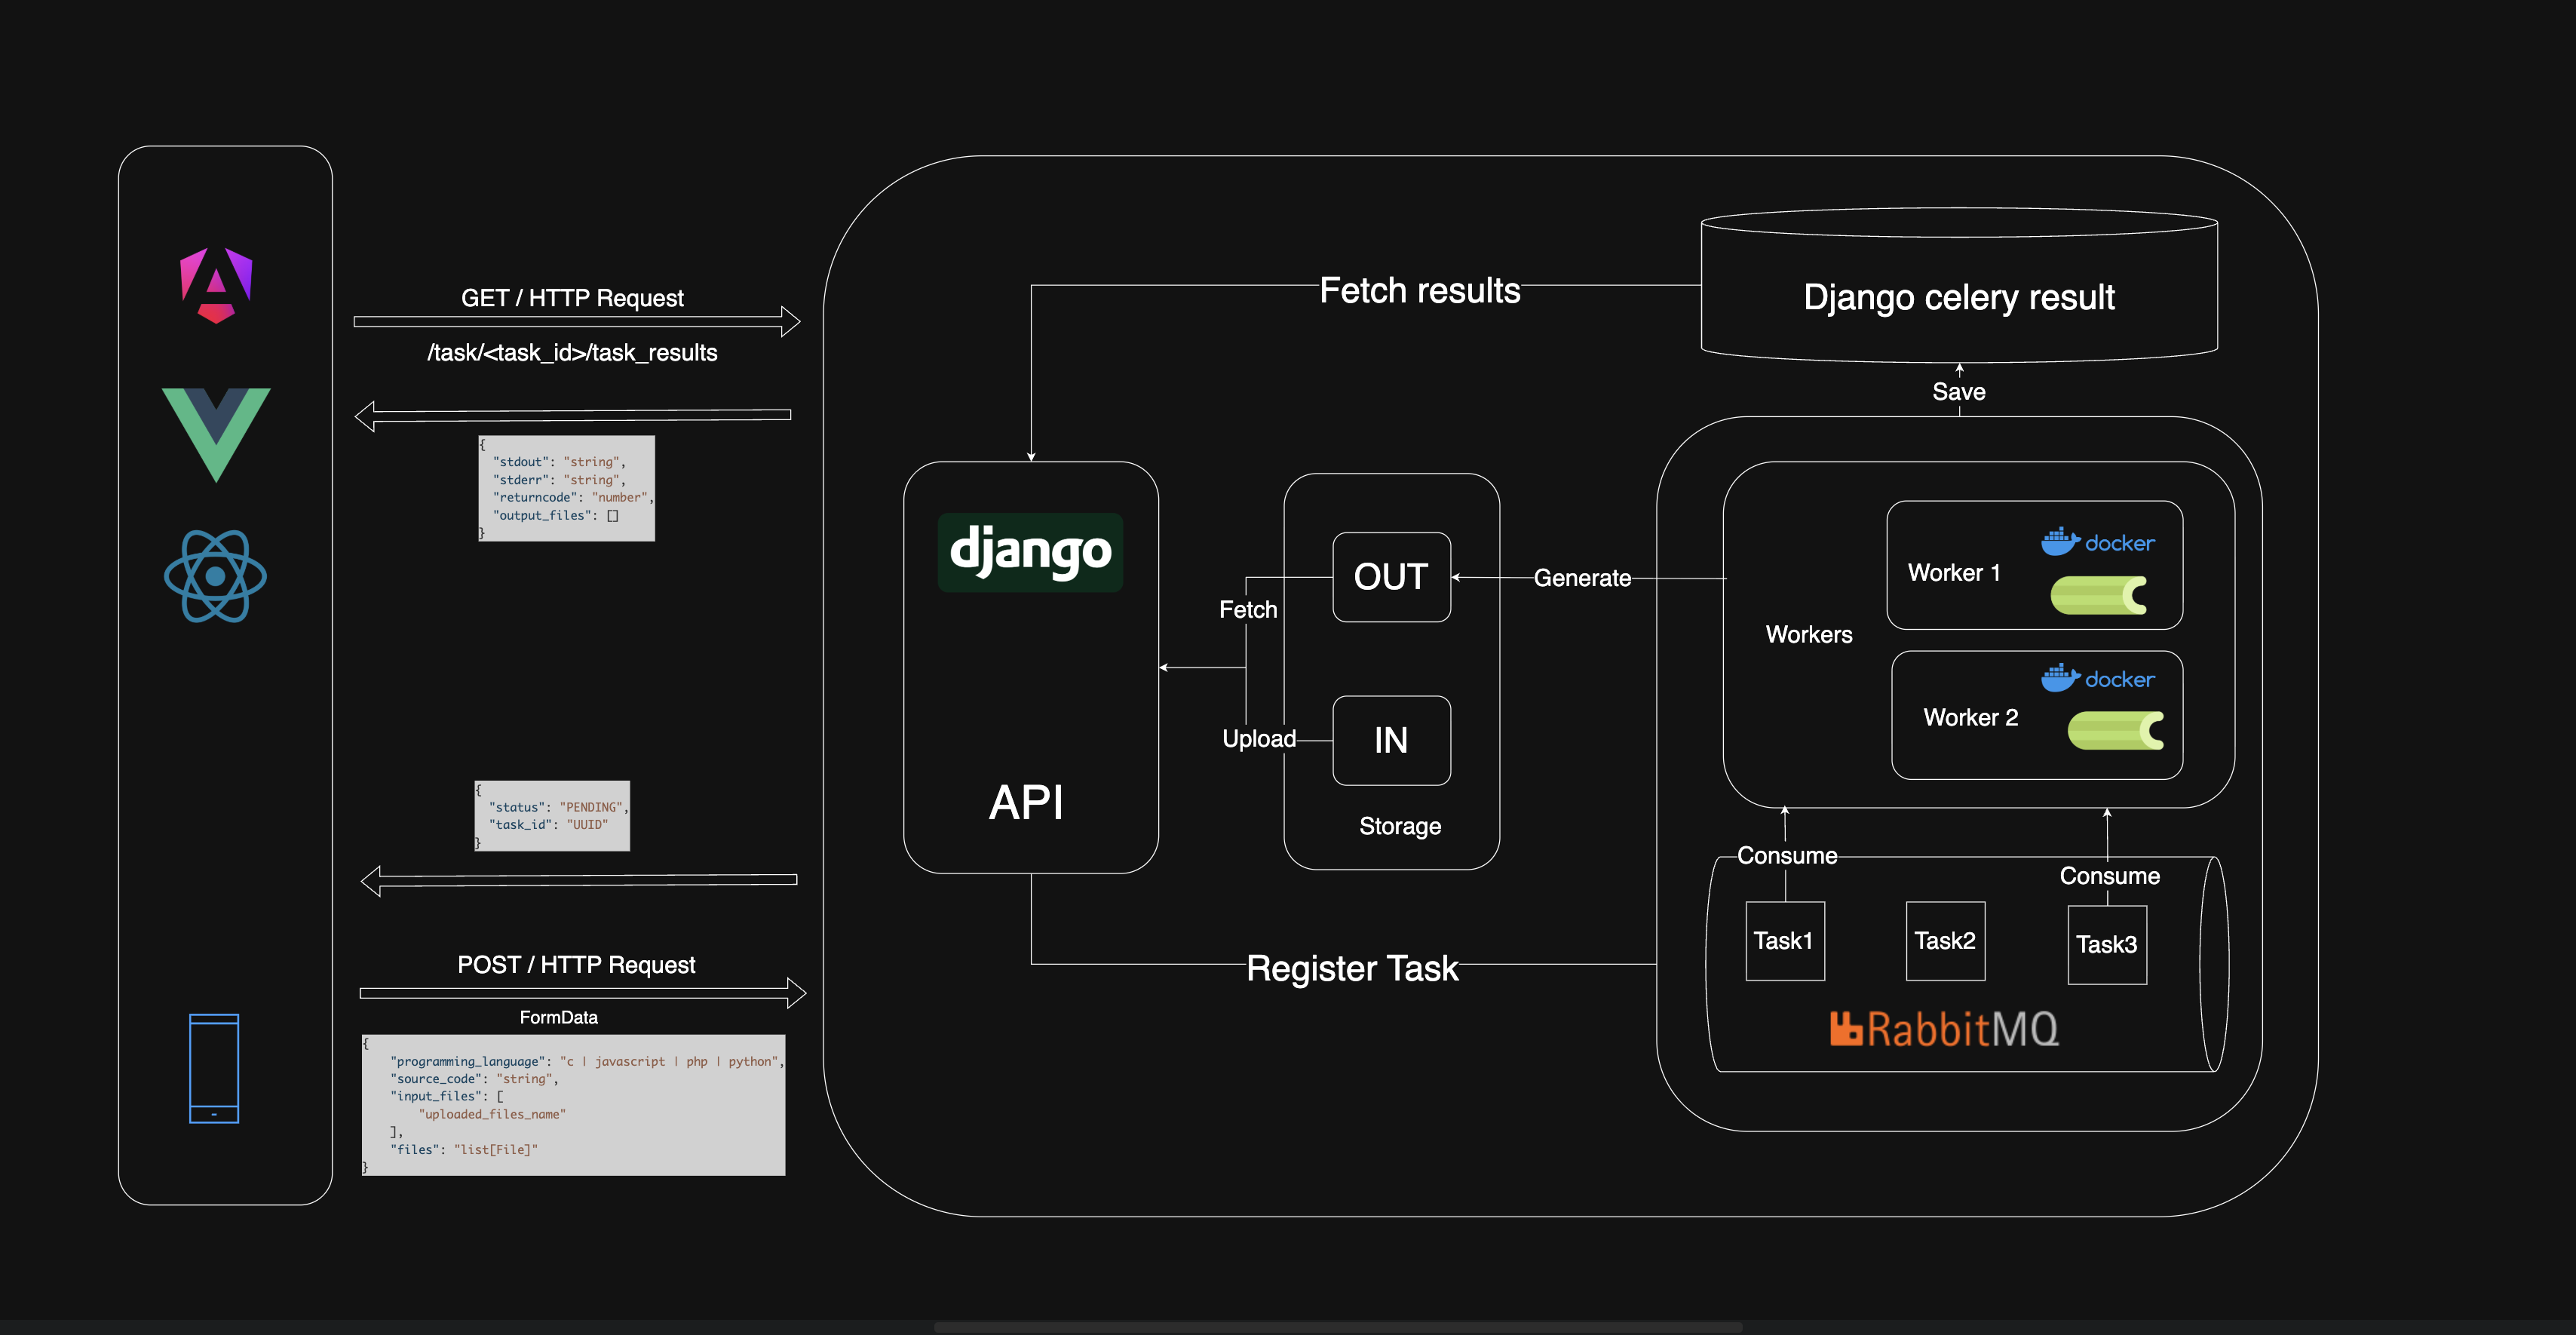 GET / HTTP Request
/task/<task_id>/task_results
{
"stdout": "string",
"stderr": "string",
"returncode": "number",
"output_files": []
}
{
"status": "PENDING",
"task_id": "UUID"
}
POST / HTTP Request
FormData
{
"programming_language": "c | javascript | php | python",
"source_code": "string",
"input_files": [
"uploaded_files_name"
],
"files": "list[File]"
}
Fetch results
Django celery result
Save
django
API
Fetch
Upload
OUT
IN
Storage
Generate
Workers
Worker 1
docker
Worker 2
docker
Consume
Consume
Task1
Task2
Task3
RabbitMQ
Register Task